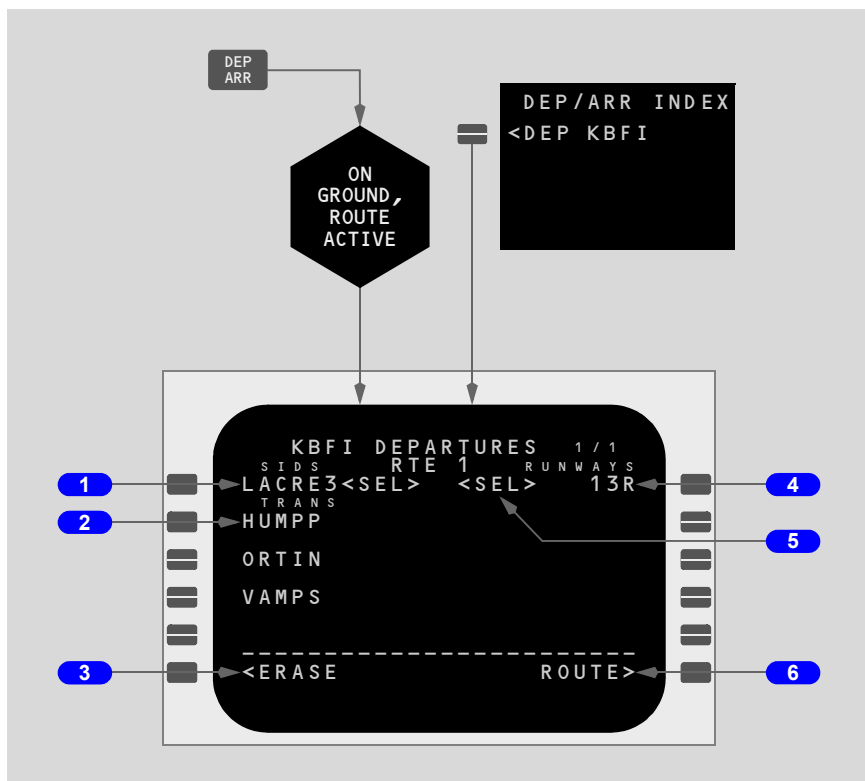 DEP
ARR
DEP/ARR INDEX
<DEP KBFI
ON
GROUND,
ROUTE
ACTIVE
KBFI DEPARTURES 1/1
SIDS RTE 1 RUNWAYS
LACRE3<SEL> <SEL> 13R
TRANS
HUMPP
ORTIN
VAMPS
------------------------
<ERASE ROUTE>
1
2
3
4
5
6